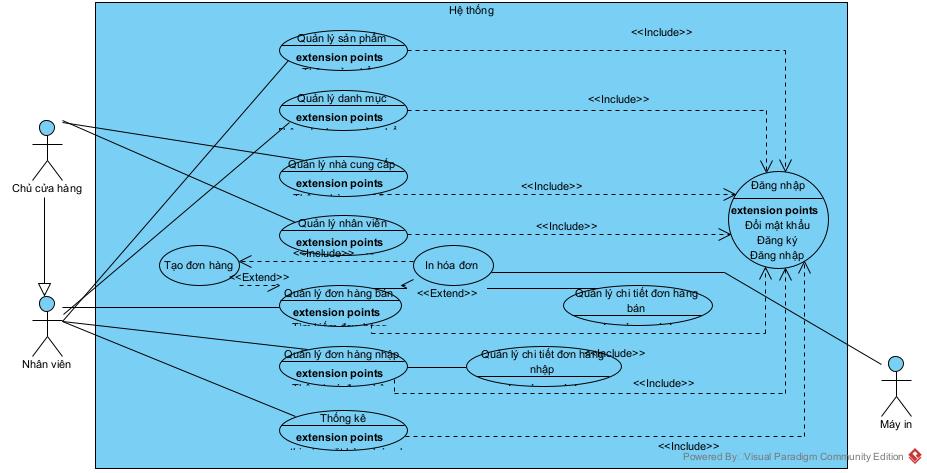 Hệ thống
Quản lý sản phẩm
extension points
<<Include>>
Quản lý danh mục
extension points
<<Include>>
Chủ cửa hàng
Quản lý nhà cung cấp
extension points
<<Include>>
Đăng nhập
extension points
Đổi mật khẩu
Đăng ký
Đăng nhập
Quản lý nhân viên
extension points
<<Include>>
<<Include>>
Tạo đơn hàng
In hóa đơn
<<Extend>>
<<Extend>>
Quản lý đơn hàng bán
extension points
Quản lý chi tiết đơn hàng
bán
Nhân viên
Quản lý đơn hàng nhập
extension points
Quản lý chi tiết đơn hàng
nhập
<<Include>>
<<Include>>
Máy in
Thống kê
extension points
<<Include>>
Powered By Visual Paradigm Community Edition